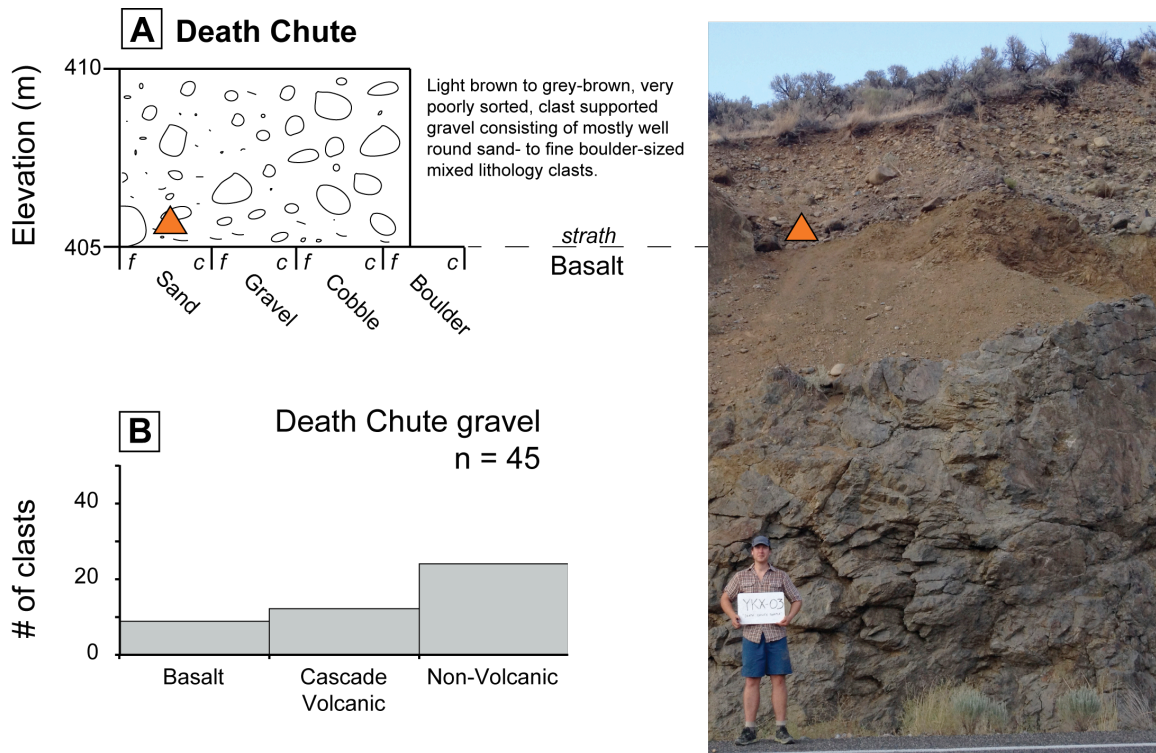 A Death Chute
Elevation (m)
410
405
Light brown to grey-brown, very
poorly sorted, clast supported
gravel consisting of mostly well
round sand- to fine boulder-sized
mixed lithology clasts.
strath
Basalt
f c f c f c f c
Sand Gravel Cobble Boulder
B Death Chute gravel
n = 45
# of clasts
40
20
0
Basalt
Cascade
Volcanic
Non-Volcanic
YKX-03